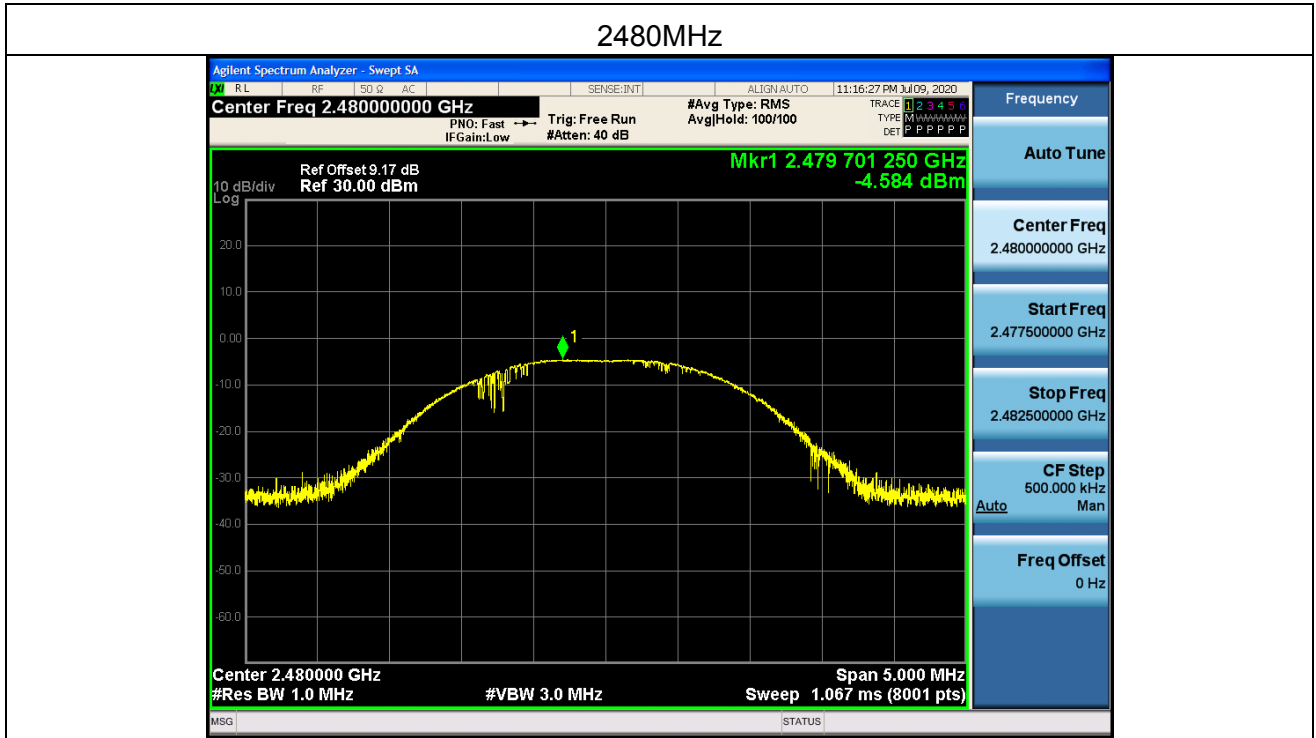 2480MHz
Agilent Spectrum Analyzer - Swept SA
LXI RL RF 50 Ω AC SENSE:INT ALIGN AUTO 11:16:27 PM Jul 09, 2020
Center Freq 2.480000000 GHz
PNO: Fast
IFGain:Low
Trig: Free Run
#Atten: 40 dB
#Avg Type: RMS
Avg|Hold: 100/100
TRACE 1 2 3 4 5 6
TYPE M WWWWW
DET P P P P P P
Mkr1 2.479 701 250 GHz
-4.584 dBm
Ref Offset 9.17 dB
10 dB/div Ref 30.00 dBm
Log
20.0
10.0
0.00
-10.0
-20.0
-30.0
-40.0
-50.0
-60.0
1
Center 2.480000 GHz Span 5.000 MHz
#Res BW 1.0 MHz #VBW 3.0 MHz Sweep 1.067 ms (8001 pts)
MSG STATUS
Frequency
Auto Tune
Center Freq
2.480000000 GHz
Start Freq
2.477500000 GHz
Stop Freq
2.482500000 GHz
CF Step
500.000 kHz
Auto Man
Freq Offset
0 Hz